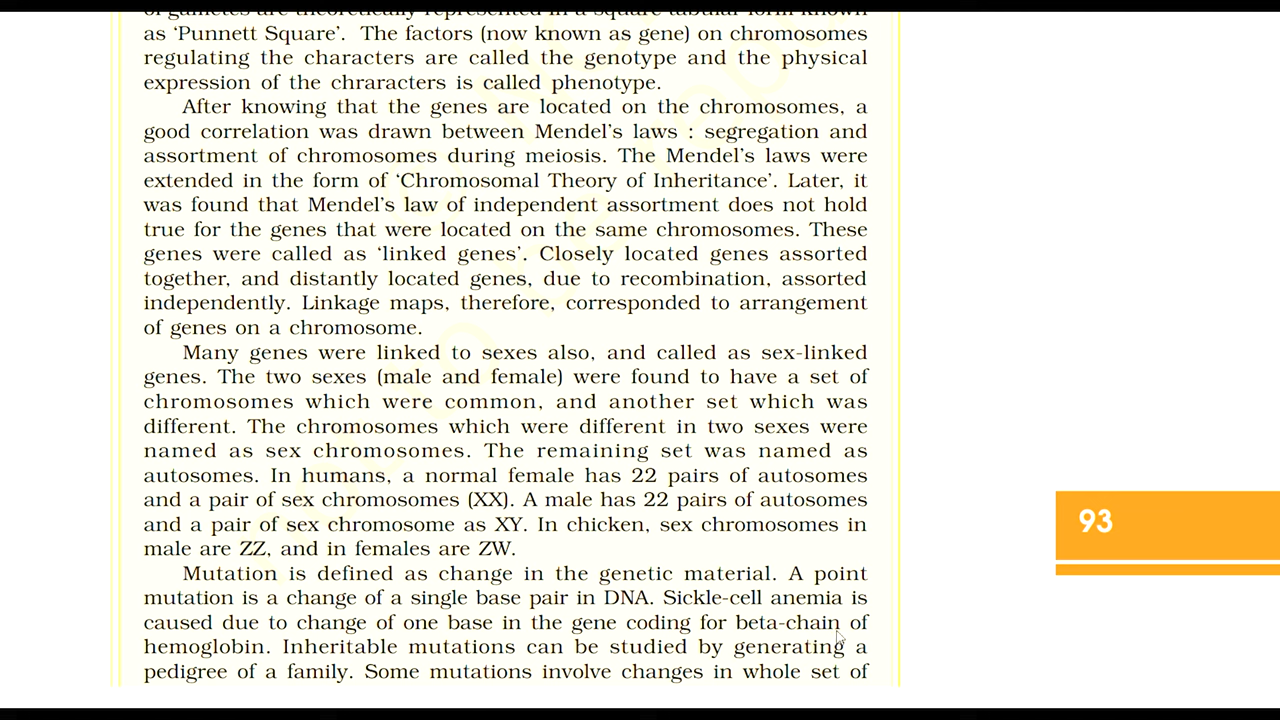 of gametes are theoretically represented in a square tabular form known
as ‘Punnett Square’. The factors (now known as gene) on chromosomes
regulating the characters are called the genotype and the physical
expression of the chraracters is called phenotype.
After knowing that the genes are located on the chromosomes, a
good correlation was drawn between Mendel’s laws : segregation and
assortment of chromosomes during meiosis. The Mendel’s laws were
extended in the form of ‘Chromosomal Theory of Inheritance’. Later, it
was found that Mendel’s law of independent assortment does not hold
true for the genes that were located on the same chromosomes. These
genes were called as ‘linked genes’. Closely located genes assorted
together, and distantly located genes, due to recombination, assorted
independently. Linkage maps, therefore, corresponded to arrangement
of genes on a chromosome.
Many genes were linked to sexes also, and called as sex-linked
genes. The two sexes (male and female) were found to have a set of
chromosomes which were common, and another set which was
different. The chromosomes which were different in two sexes were
named as sex chromosomes. The remaining set was named as
autosomes. In humans, a normal female has 22 pairs of autosomes
and a pair of sex chromosomes (XX). A male has 22 pairs of autosomes
and a pair of sex chromosome as XY. In chicken, sex chromosomes in
male are ZZ, and in females are ZW.
Mutation is defined as change in the genetic material. A point
mutation is a change of a single base pair in DNA. Sickle-cell anemia is
caused due to change of one base in the gene coding for beta-chain of
hemoglobin. Inheritable mutations can be studied by generating a
pedigree of a family. Some mutations involve changes in whole set of
93